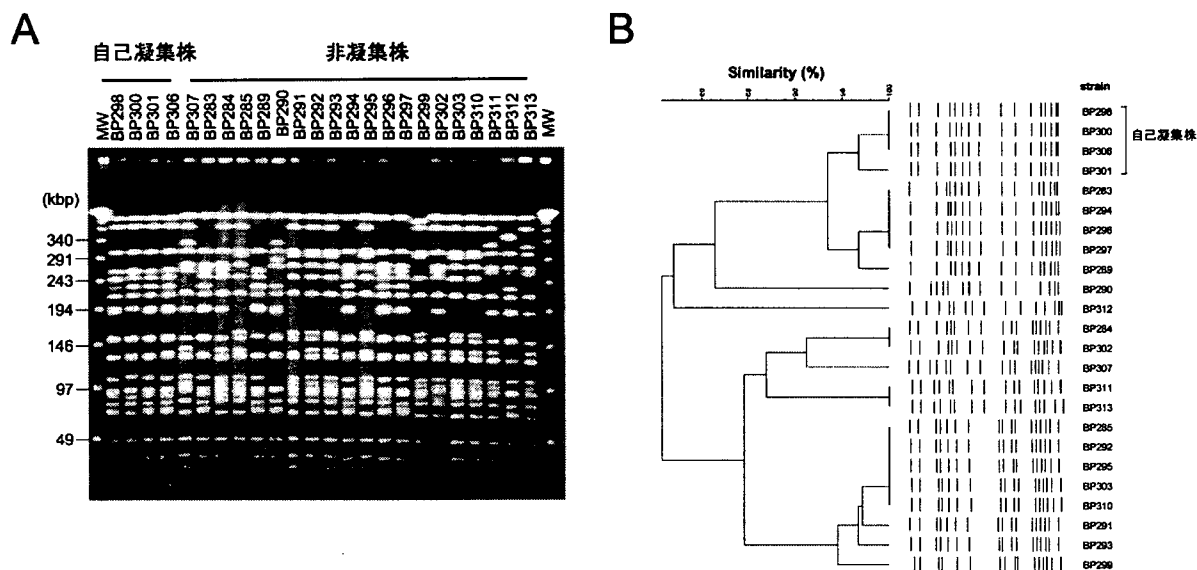 A
自己凝集株
非凝集株
MW
BP298
BP300
BP301
BP306
BP307
BP283
BP284
BP285
BP289
BP290
BP291
BP292
BP293
BP294
BP295
BP296
BP297
BP299
BP302
BP303
BP310
BP311
BP312
BP313
MW
(kbp)
340
291
243
194
146
97
49
B
Similarity (%)
strain
BP298
BP300
BP306
BP301
自己凝集株
BP283
BP294
BP296
BP297
BP289
BP290
BP312
BP284
BP302
BP307
BP311
BP313
BP285
BP292
BP295
BP303
BP310
BP291
BP293
BP299